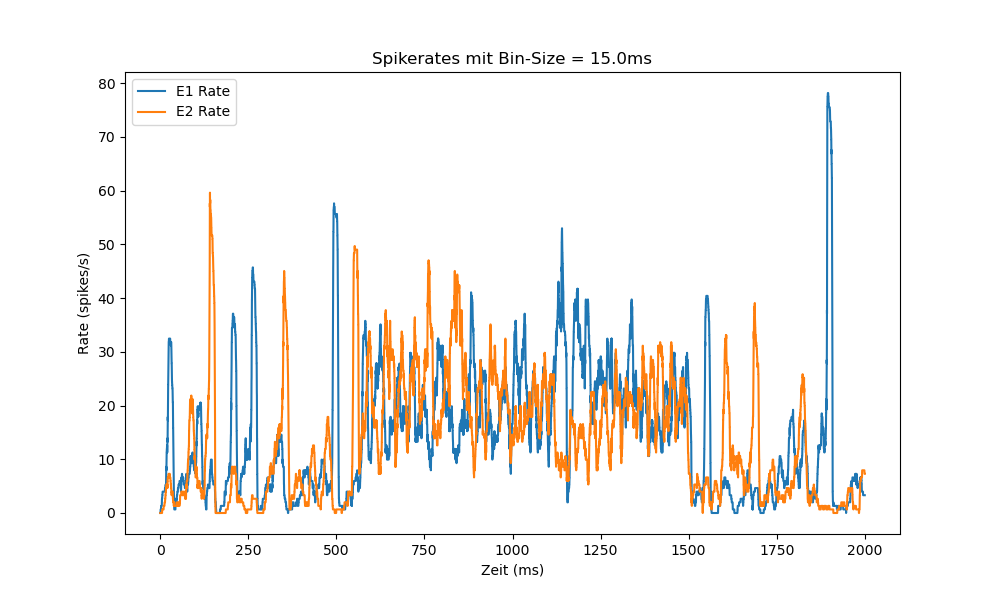 Spikerates mit Bin-Size = 15.0ms
E1 Rate
E2 Rate
Rate (spikes/s)
80
70
60
50
40
30
20
10
0
0 250 500 750 1000 1250 1500 1750 2000
Zeit (ms)